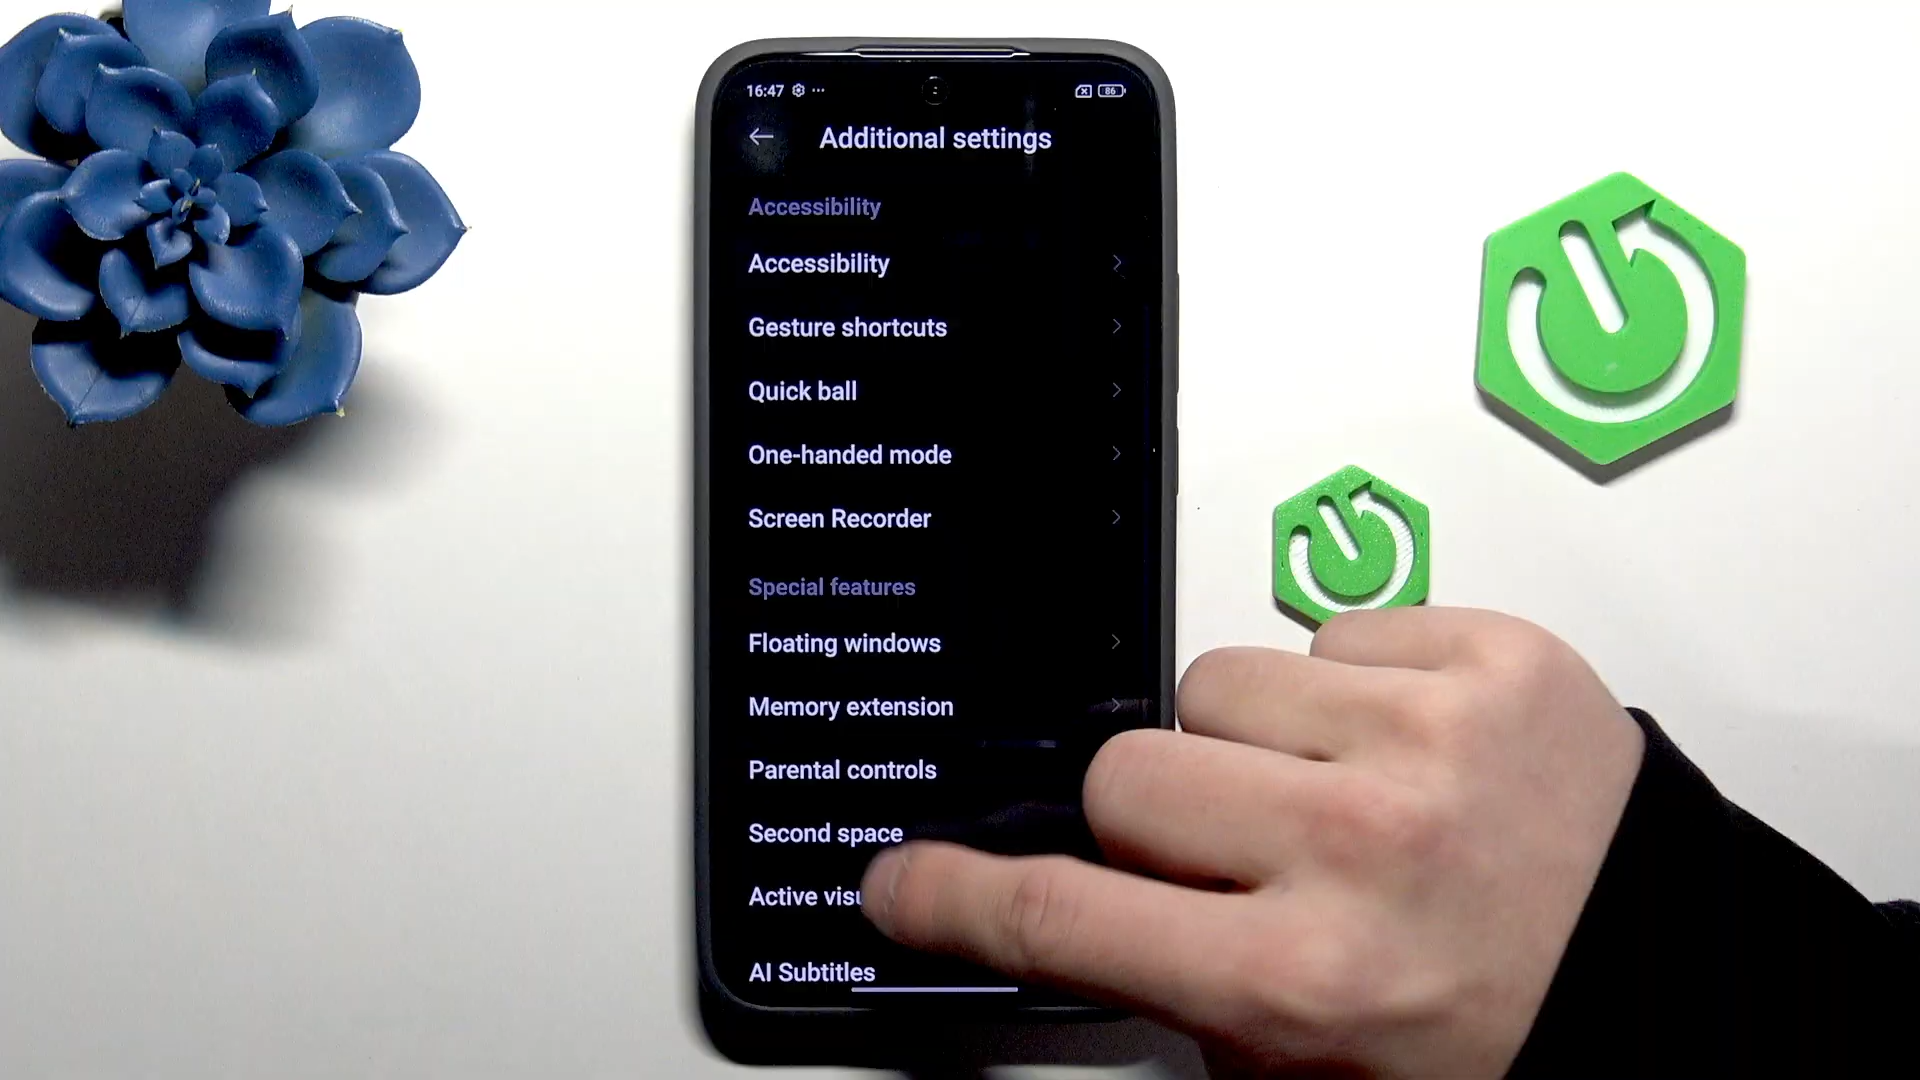 16:47 ... 86
Additional settings
Accessibility
Accessibility
Gesture shortcuts
Quick ball
One-handed mode
Screen Recorder
Special features
Floating windows
Memory extension
Parental controls
Second space
Active
AI Subtitles